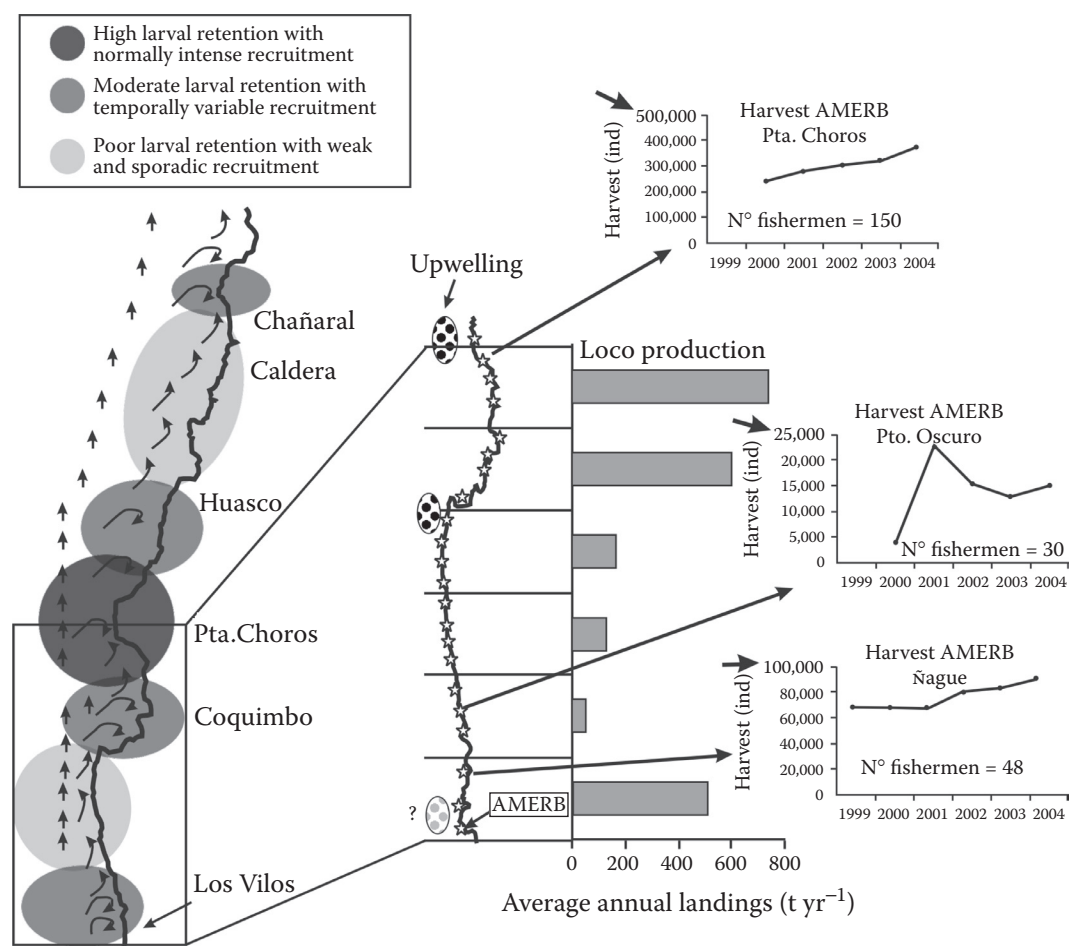 High larval retention with
normally intense recruitment
Moderate larval retention with
temporally variable recruitment
Poor larval retention with weak
and sporadic recruitment
Chañaral
Caldera
Huasco
Pta.Choros
Coquimbo
Los Vilos
Upwelling
?
AMERB
Loco production
0 200 400 600 800
Average annual landings (t yr⁻¹)
Harvest AMERB
Pta. Choros
Harvest (ind)
500,000
400,000
300,000
200,000
100,000
0
N° fishermen = 150
1999 2000 2001 2002 2003 2004
Harvest AMERB
Pto. Oscuro
Harvest (ind)
25,000
20,000
15,000
10,000
5,000
0
N° fishermen = 30
1999 2000 2001 2002 2003 2004
Harvest AMERB
ñague
Harvest (ind)
100,000
80,000
60,000
40,000
20,000
0
N° fishermen = 48
1999 2000 2001 2002 2003 2004